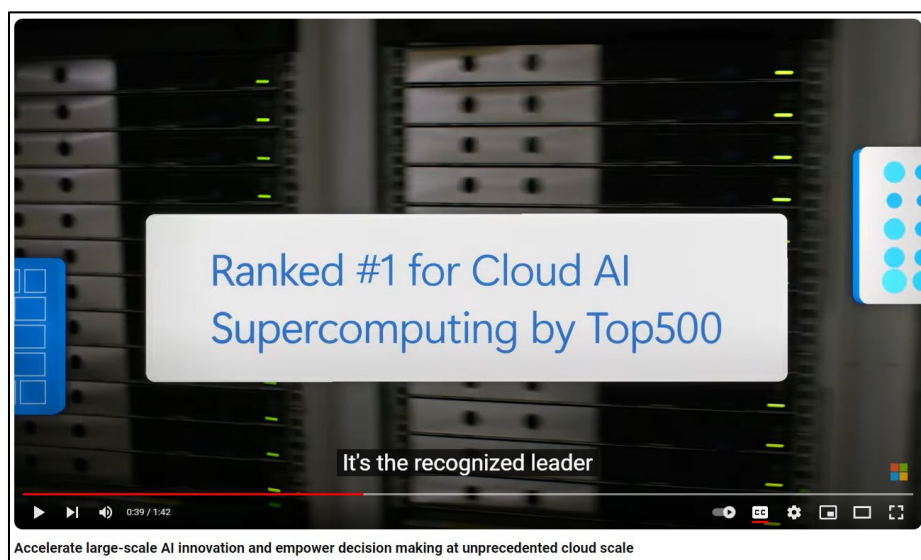 Ranked #1 for Cloud AI
Supercomputing by Top500
It's the recognized leader
0:39 / 1:42
CC
Accelerate large-scale AI innovation and empower decision making at unprecedented cloud scale